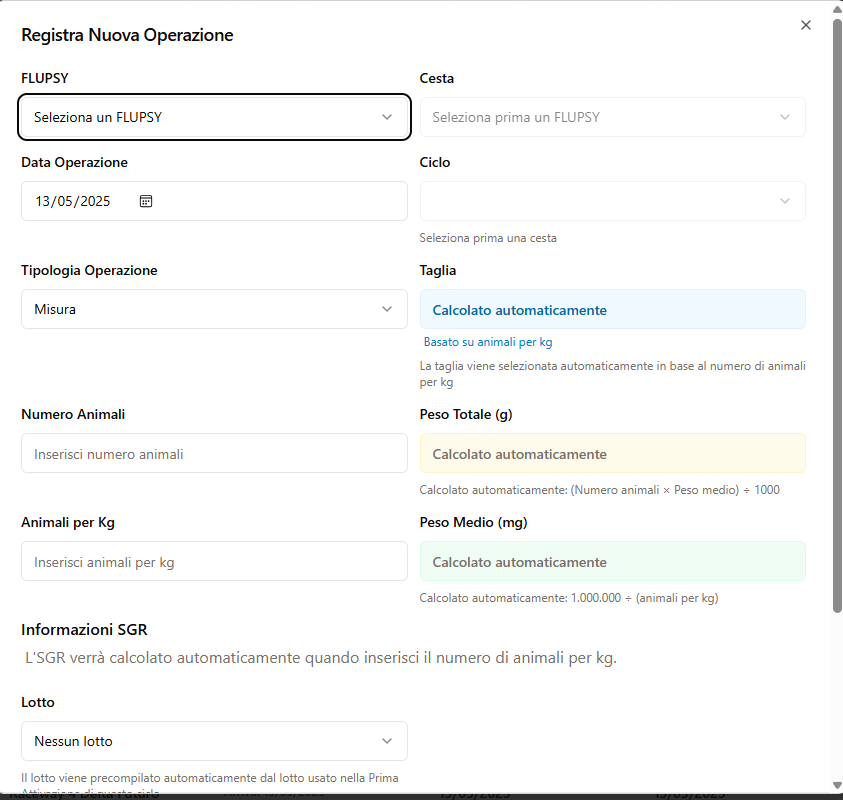 Registra Nuova Operazione
FLUPSY
Cesta
Seleziona un FLUPSY
Seleziona prima un FLUPSY
Data Operazione
Ciclo
13/05/2025
Seleziona prima una cesta
Tipologia Operazione
Taglia
Misura
Calcolato automaticamente
Basato su animali per kg
La taglia viene selezionata automaticamente in base al numero di animali
per kg
Numero Animali
Peso Totale (g)
Inserisci numero animali
Calcolato automaticamente
Calcolato automaticamente: (Numero animali × Peso medio) ÷ 1000
Animali per Kg
Peso Medio (mg)
Inserisci animali per kg
Calcolato automaticamente
Calcolato automaticamente: 1.000.000 ÷ (animali per kg)
Informazioni SGR
L'SGR verrà calcolato automaticamente quando inserisci il numero di animali per kg.
Lotto
Nessun lotto
Il lotto viene precompilato automaticamente dal lotto usato nella Prima
Attivazione di questo ciclo